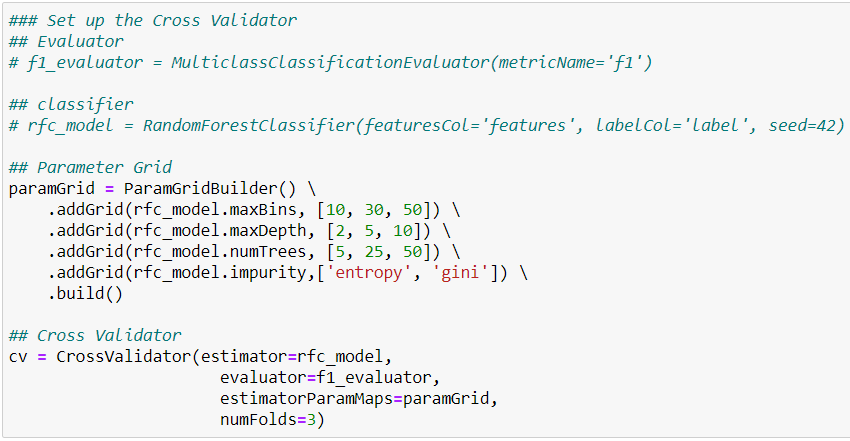 ### Set up the Cross Validator
## Evaluator
# f1_evaluator = MulticlassClassificationEvaluator(metricName='f1')

## classifier
# rfc_model = RandomForestClassifier(featuresCol='features', labelCol='label', seed=42)

## Parameter Grid
paramGrid = ParamGridBuilder() \
    .addGrid(rfc_model.maxBins, [10, 30, 50]) \
    .addGrid(rfc_model.maxDepth, [2, 5, 10]) \
    .addGrid(rfc_model.numTrees, [5, 25, 50]) \
    .addGrid(rfc_model.impurity,['entropy', 'gini']) \
    .build()

## Cross Validator
cv = CrossValidator(estimator=rfc_model,
                    evaluator=f1_evaluator,
                    estimatorParamMaps=paramGrid,
                    numFolds=3)